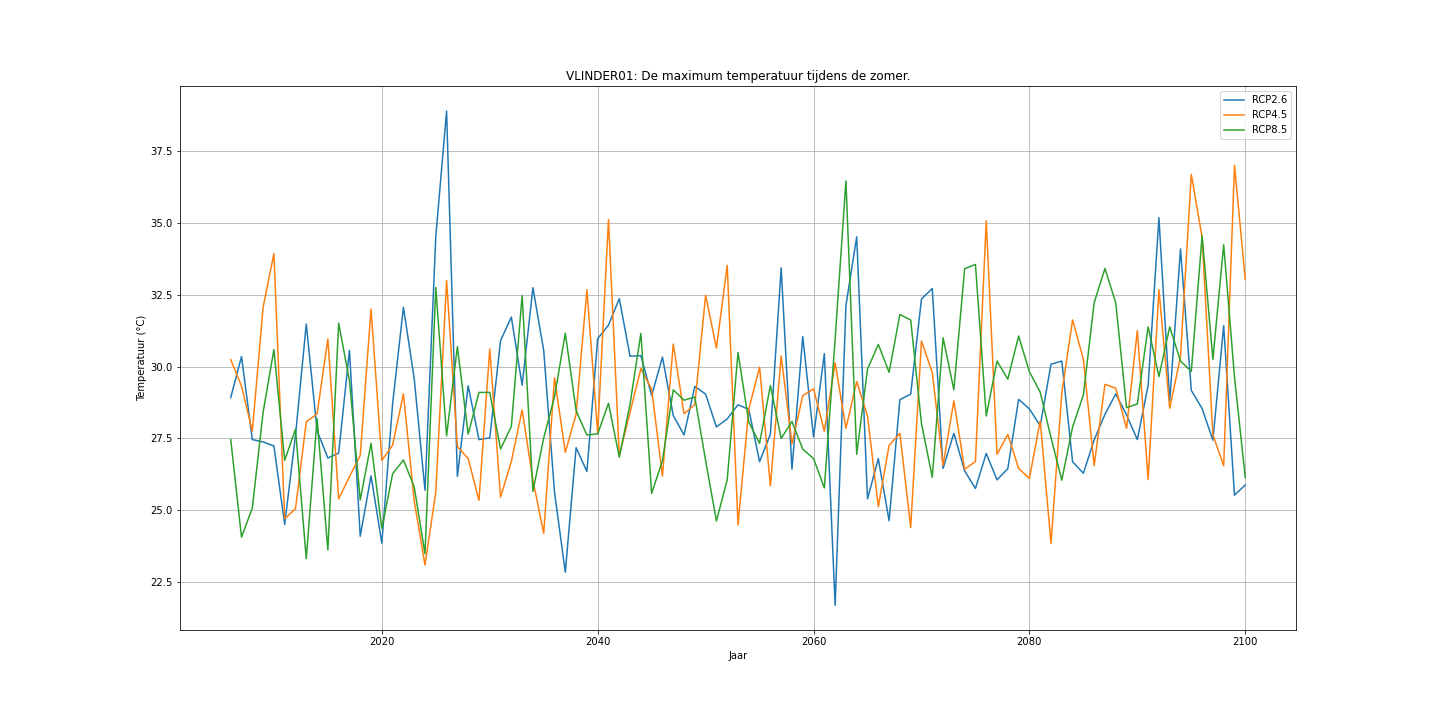 VLINDER01: De maximum temperatuur tijdens de zomer.
RCP2.6
RCP4.5
RCP8.5
37.5
35.0
32.5
30.0
27.5
25.0
22.5
Temperatuur (°C)
2020 2040 2060 2080 2100
Jaar